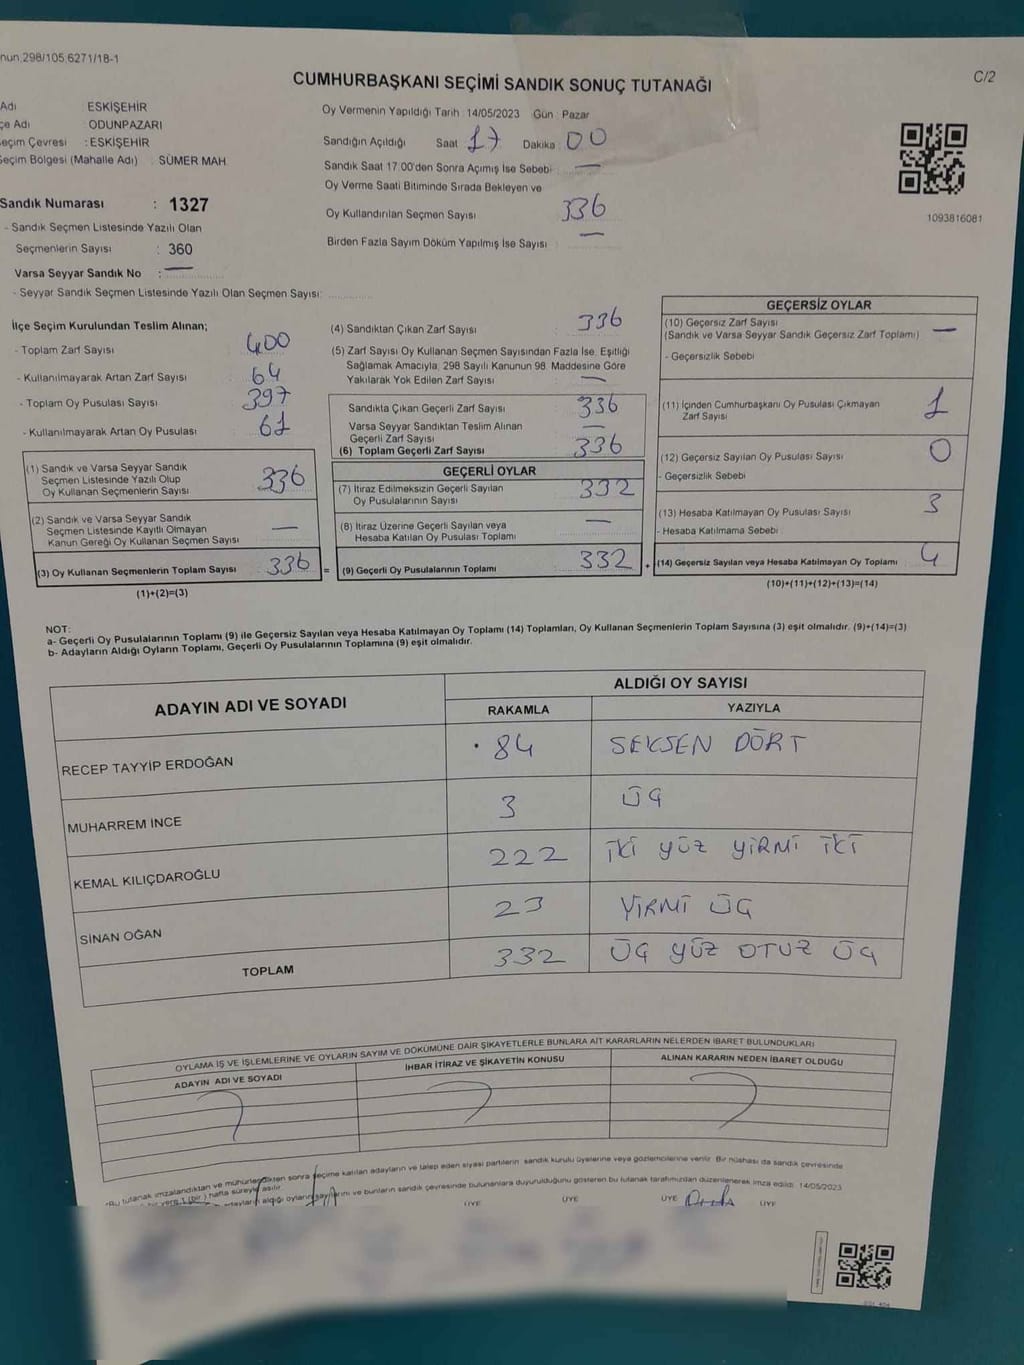 nun.298/105.6271/18-1
C/2
CUMHURBAŞKANI SEÇİMİ SANDIK SONUÇ TUTANAĞI
Adı : ESKİŞEHİR
çe Adı : ODUNPAZARI
eçim Çevresi : ESKİŞEHİR
Seçim Bölgesi (Mahalle Adı) : SÜMER MAH
Sandık Numarası : 1327
- Sandık Seçmen Listesinde Yazılı Olan
Seçmenlerin Sayısı : 360
Varsa Seyyar Sandık No : —
- Seyyar Sandık Seçmen Listesinde Yazılı Olan Seçmen Sayısı:
Oy Vermenin Yapıldığı Tarih : 14/05/2023 Gün : Pazar
Sandığın Açıldığı Saat 17 Dakika : 00
Sandık Saat 17:00'den Sonra Açımış İse Sebebi : —
Oy Verme Saati Bitiminde Sırada Bekleyen ve
Oy Kullandırılan Seçmen Sayısı 336
Birden Fazla Sayım Döküm Yapılmış İse Sayısı —
1093816081
İlçe Seçim Kurulundan Teslim Alınan;
- Toplam Zarf Sayısı : 400
- Kullanılmayarak Artan Zarf Sayısı : 64
- Toplam Oy Pusulası Sayısı : 397
- Kullanılmayarak Artan Oy Pusulası : 61
(1) Sandık ve Varsa Seyyar Sandık
Seçmen Listesinde Yazılı Olup
Oy Kullanan Seçmenlerin Sayısı 336
(2) Sandık ve Varsa Seyyar Sandık
Seçmen Listesinde Kayıtlı Olmayan
Kanun Gereği Oy Kullanan Seçmen Sayısı —
(3) Oy Kullanan Seçmenlerin Toplam Sayısı 336 =
(1)+(2)=(3)
(4) Sandıktan Çıkan Zarf Sayısı 336
(5) Zarf Sayısı Oy Kullanan Seçmen Sayısından Fazla İse, Eşitliği
Sağlamak Amacıyla, 298 Sayılı Kanunun 98. Maddesine Göre
Yakılarak Yok Edilen Zarf Sayısı —
Sandıkta Çıkan Geçerli Zarf Sayısı 336
Varsa Seyyar Sandıktan Teslim Alınan
Geçerli Zarf Sayısı —
(6) Toplam Geçerli Zarf Sayısı 336
GEÇERLİ OYLAR
(7) İtiraz Edilmeksizin Geçerli Sayılan
Oy Pusulalarının Sayısı 332
(8) İtiraz Üzerine Geçerli Sayılan veya
Hesaba Katılan Oy Pusulası Toplamı —
(9) Geçerli Oy Pusulalarının Toplamı 332 +
GEÇERSİZ OYLAR
(10) Geçersiz Zarf Sayısı
(Sandık ve Varsa Seyyar Sandık Geçersiz Zarf Toplamı) —
- Geçersizlik Sebebi
(11) İçinden Cumhurbaşkanı Oy Pusulası Çıkmayan
Zarf Sayısı 1
(12) Geçersiz Sayılan Oy Pusulası Sayısı 0
- Geçersizlik Sebebi
(13) Hesaba Katılmayan Oy Pusulası Sayısı 3
- Hesaba Katılmama Sebebi
(14) Geçersiz Sayılan veya Hesaba Katılmayan Oy Toplamı 4
(10)+(11)+(12)+(13)=(14)
NOT:
a- Geçerli Oy Pusulalarının Toplamı (9) ile Geçersiz Sayılan veya Hesaba Katılmayan Oy Toplamı (14) Toplamları, Oy Kullanan Seçmenlerin Toplam Sayısına (3) eşit olmalıdır. (9)+(14)=(3)
b- Adayların Aldığı Oyların Toplamı, Geçerli Oy Pusulalarının Toplamına (9) eşit olmalıdır.
ADAYIN ADI VE SOYADI
ALDIĞI OY SAYISI
RAKAMLA YAZIYLA
RECEP TAYYİP ERDOĞAN 84 SEKSEN DÖRT
MUHARREM İNCE 3 ÜÇ
KEMAL KILIÇDAROĞLU 222 İKİ YÜZ YİRMİ İKİ
SİNAN OĞAN 23 YİRMİ ÜÇ
TOPLAM 332 ÜÇ YÜZ OTUZ ÜÇ
OYLAMA İŞ VE İŞLEMLERİNE VE OYLARIN SAYIM VE DÖKÜMÜNE DAİR ŞİKAYETLERLE BUNLARA AİT KARARLARIN NELERDEN İBARET BULUNDUKLARI
ADAYIN ADI VE SOYADI İHBAR İTİRAZ VE ŞİKAYETİN KONUSU ALINAN KARARIN NEDEN İBARET OLDUĞU
"Bu tutanak imzalandıktan ve mühürlendikten sonra seçime katılan adayların ve talep eden siyasi partilerin sandık kurulu üyelerine veya gözlemcilerine verilir. Bir nüshası da sandık çevresinde
bir yere 1 (bir) hafta süreyle asılır.
adayların aldığı oyların sayılarını ve bunların sandık çevresinde bulunanlara duyurulduğunu gösteren bu tutanak tarafımızdan düzenlenerek imza edildi. 14/05/2023
ÜYE ÜYE ÜYE ÜYE